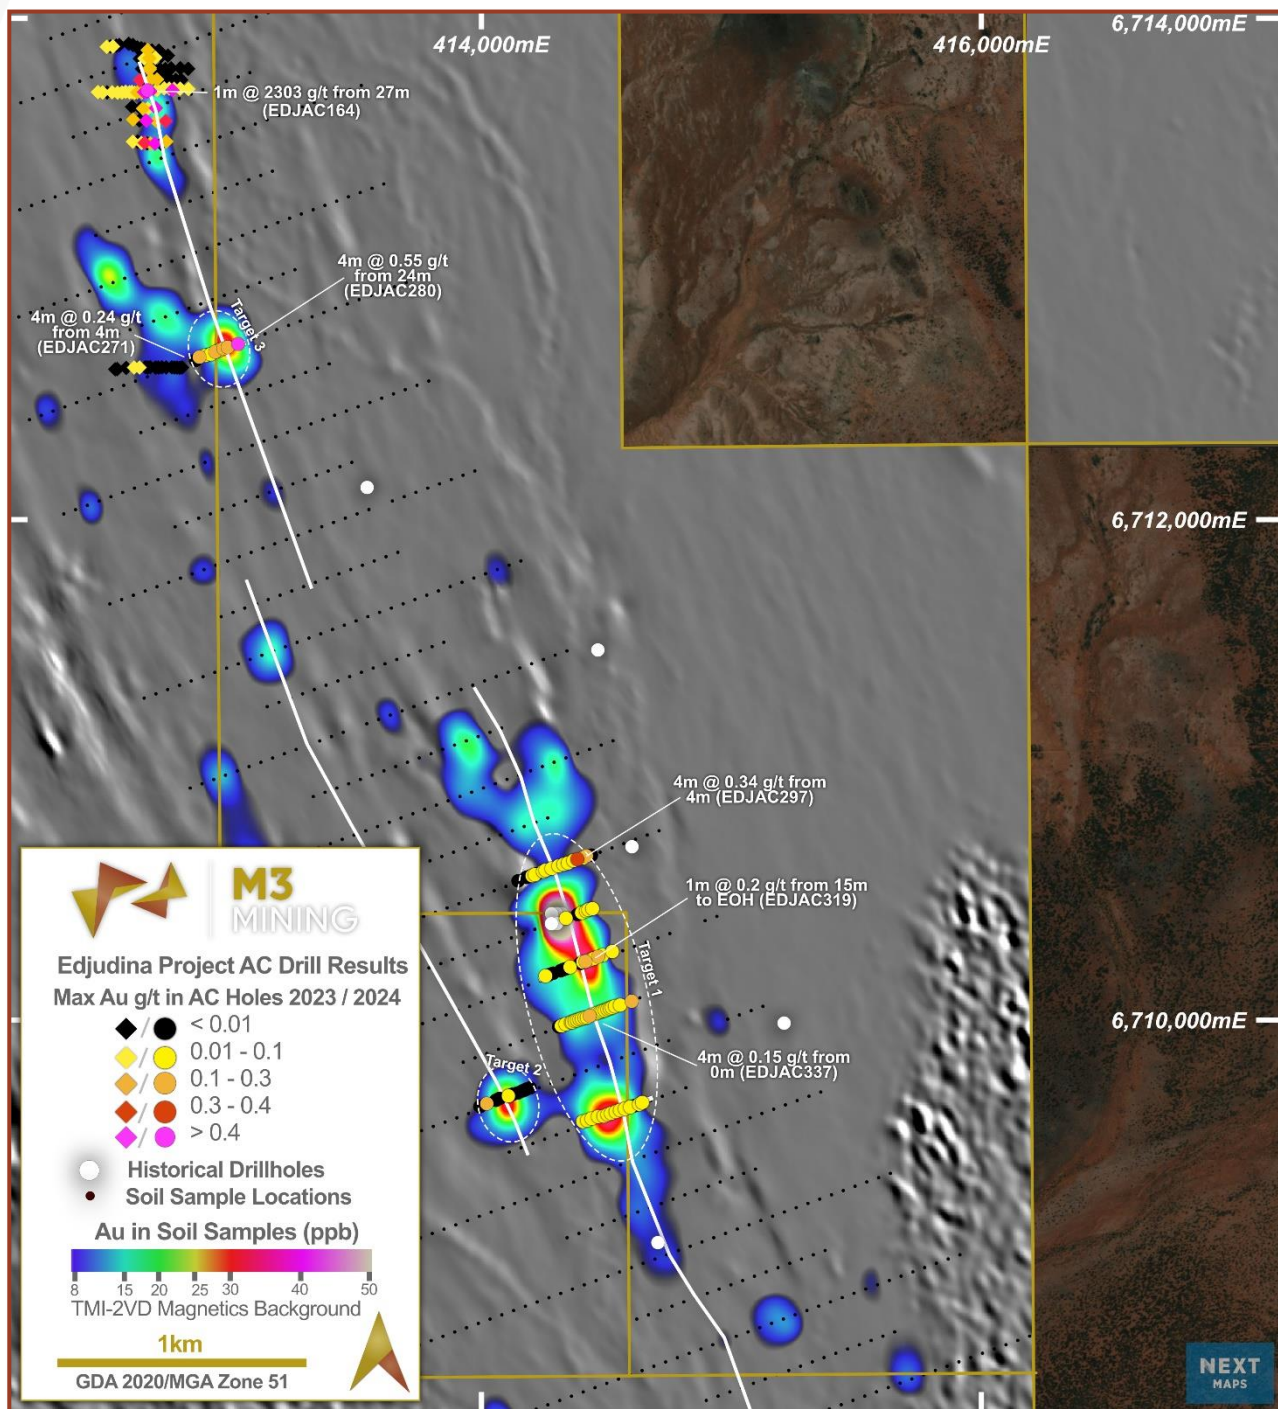 414,000mE
416,000mE
6,714,000mE
1m @ 2303 g/t from 27m
(EDJAC164)
4m @ 0.55 g/t
from 24m
(EDJAC280)
Target 3
4m @ 0.24 g/t
from 4m
(EDJAC271)
6,712,000mE
4m @ 0.34 g/t from
4m (EDJAC297)
1m @ 0.2 g/t from 15m
to EOH (EDJAC319)
Target 1
6,710,000mE
4m @ 0.15 g/t from
0m (EDJAC337)
Target 2
M3
MINING
Edjudina Project AC Drill Results
Max Au g/t in AC Holes 2023 / 2024
/ < 0.01
/ 0.01 - 0.1
/ 0.1 - 0.3
/ 0.3 - 0.4
/ > 0.4
Historical Drillholes
Soil Sample Locations
Au in Soil Samples (ppb)
8 15 20 25 30 40 50
TMI-2VD Magnetics Background
1km
GDA 2020/MGA Zone 51
NEXT
MAPS